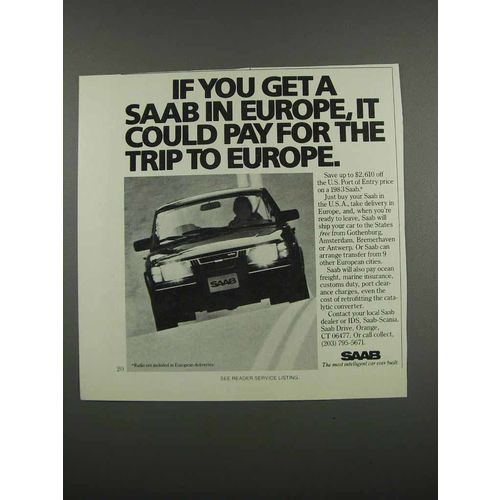 IF YOU GET A
SAAB IN EUROPE, IT
COULD PAY FOR THE
TRIP TO EUROPE.
Save up to $2,610 off
the U.S. Port of Entry price
on a 1983 Saab.*
Just buy your Saab in
the U.S.A., take delivery in
Europe, and, when you're
ready to leave, Saab will
ship your car to the States
free from Gothenburg,
Amsterdam, Bremerhaven
or Antwerp. Or Saab can
arrange transfer from 9
other European cities.
Saab will also pay ocean
freight, marine insurance,
customs duty, port clear-
ance charges, even the
cost of retrofitting the cata-
lytic converter.
Contact your local Saab
dealer or IDS, Saab-Scania,
Saab Drive, Orange,
CT 06477. Or call collect,
(203) 795-5671.
SAAB
SAAB
The most intelligent car ever built.
*Radio not included in European deliveries.
20
SEE READER SERVICE LISTING.